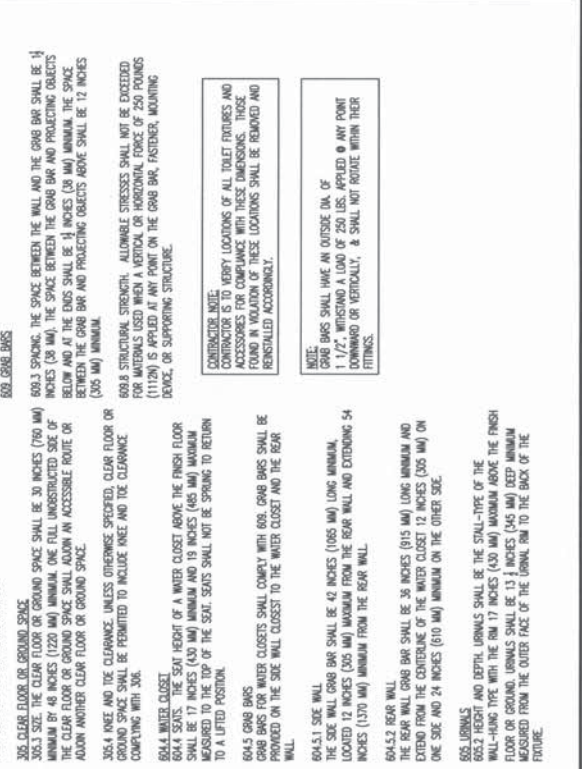 305 CLEAR FLOOR OR GROUND SPACE
305.3 SIZE. THE CLEAR FLOOR OR GROUND SPACE SHALL BE 30 INCHES (760 MM)
MINIMUM BY 48 INCHES (1220 MM) MINIMUM. ONE FULL UNOBSTRUCTED SIDE OF
THE CLEAR FLOOR OR GROUND SPACE SHALL ADJOIN AN ACCESSIBLE ROUTE OR
ADJOIN ANOTHER CLEAR FLOOR OR GROUND SPACE.
305.4 KNEE AND TOE CLEARANCE. UNLESS OTHERWISE SPECIFIED, CLEAR FLOOR OR
GROUND SPACE SHALL BE PERMITTED TO INCLUDE KNEE AND TOE CLEARANCE
COMPLYING WITH 306.
604.4 WATER CLOSET
604.4 SEATS. THE SEAT HEIGHT OF A WATER CLOSET ABOVE THE FINISH FLOOR
SHALL BE 17 INCHES (430 MM) MINIMUM AND 19 INCHES (485 MM) MAXIMUM
MEASURED TO THE TOP OF THE SEAT. SEATS SHALL NOT BE SPRUNG TO RETURN
TO A LIFTED POSITION.
604.5 GRAB BARS
GRAB BARS FOR WATER CLOSETS SHALL COMPLY WITH 609. GRAB BARS SHALL BE
PROVIDED ON THE SIDE WALL CLOSEST TO THE WATER CLOSET AND THE REAR
WALL.
604.5.1 SIDE WALL
THE SIDE WALL GRAB BAR SHALL BE 42 INCHES (1065 MM) LONG MINIMUM,
LOCATED 12 INCHES (305 MM) MAXIMUM FROM THE REAR WALL AND EXTENDING 54
INCHES (1370 MM) MINIMUM FROM THE REAR WALL.
604.5.2 REAR WALL
THE REAR WALL GRAB BAR SHALL BE 36 INCHES (915 MM) LONG MINIMUM AND
EXTEND FROM THE CENTERLINE OF THE WATER CLOSET 12 INCHES (305 MM) ON
ONE SIDE AND 24 INCHES (610 MM) MINIMUM ON THE OTHER SIDE.
605 URINALS
605.2 HEIGHT AND DEPTH. URINALS SHALL BE THE STALL-TYPE OF THE
WALL-HUNG TYPE WITH THE RIM 17 INCHES (430 MM) MAXIMUM ABOVE THE FINISH
FLOOR OR GROUND. URINALS SHALL BE 13 ½ INCHES (345 MM) DEEP MINIMUM
MEASURED FROM THE OUTER FACE OF THE URINAL RIM TO THE BACK OF THE
FIXTURE.
609 GRAB BARS
609.3 SPACING. THE SPACE BETWEEN THE WALL AND THE GRAB BAR SHALL BE 1½
INCHES (38 MM). THE SPACE BETWEEN THE GRAB BAR AND PROJECTING OBJECTS
BELOW AND AT THE ENDS SHALL BE 1½ INCHES (38 MM) MINIMUM. THE SPACE
BETWEEN THE GRAB BAR AND PROJECTING OBJECTS ABOVE SHALL BE 12 INCHES
(305 MM) MINIMUM.
609.8 STRUCTURAL STRENGTH. ALLOWABLE STRESSES SHALL NOT BE EXCEEDED
FOR MATERIALS USED WHEN A VERTICAL OR HORIZONTAL FORCE OF 250 POUNDS
(1112N) IS APPLIED AT ANY POINT ON THE GRAB BAR, FASTENER, MOUNTING
DEVICE, OR SUPPORTING STRUCTURE.
CONTRACTOR NOTE:
CONTRACTOR IS TO VERIFY LOCATIONS OF ALL TOILET FIXTURES AND
ACCESSORIES FOR COMPLIANCE WITH THESE DIMENSIONS. THOSE
FOUND IN VIOLATION OF THESE LOCATIONS SHALL BE REMOVED AND
REINSTALLED ACCORDINGLY.
NOTE:
GRAB BARS SHALL HAVE AN OUTSIDE DIA. OF
1 1/2", WITHSTAND A LOAD OF 250 LBS. APPLIED @ ANY POINT
DOWNWARD OR VERTICALLY, & SHALL NOT ROTATE WITHIN THEIR
FITTINGS.